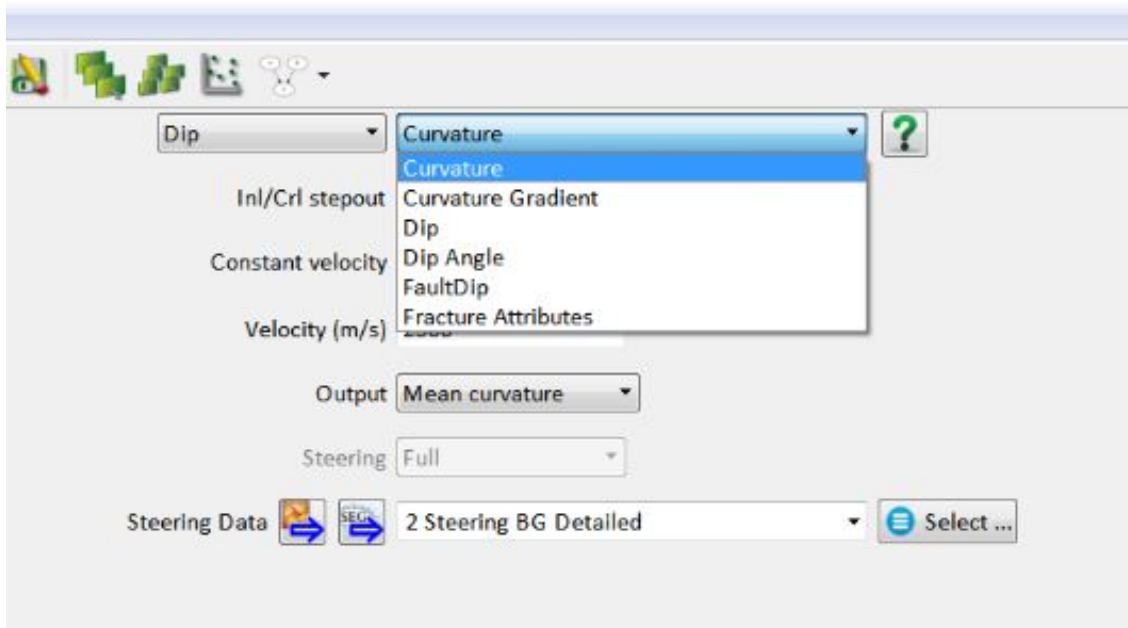 Dip Curvature
Curvature
Inl/Crl stepout Curvature Gradient
Dip
Constant velocity Dip Angle
FaultDip
Fracture Attributes
Velocity (m/s)
Output Mean curvature
Steering Full
Steering Data SEG 2 Steering BG Detailed Select ...